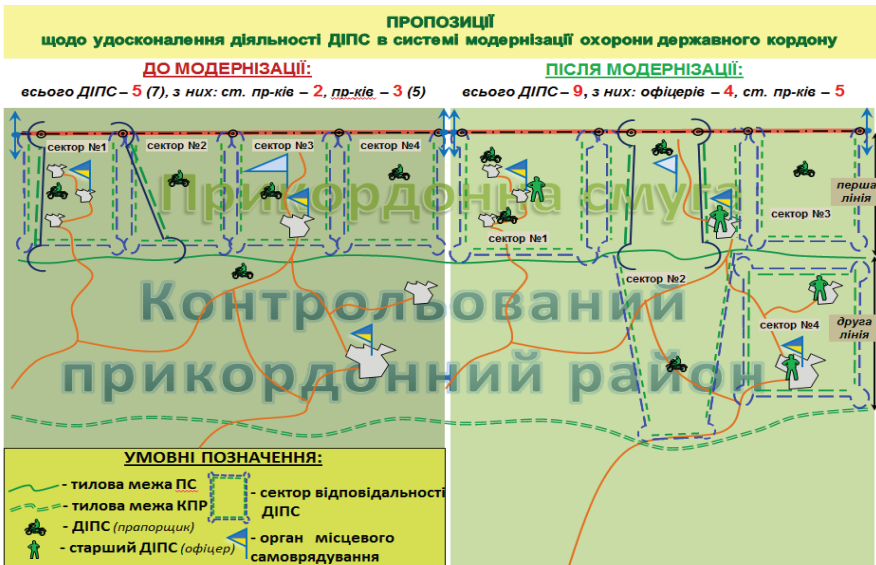 ПРОПОЗИЦІЇ
щодо удосконалення діяльності ДІПС в системі модернізації охорони державного кордону
ДО МОДЕРНІЗАЦІЇ:
всього ДІПС – 5 (7), з них: ст. пр-ків – 2, пр-ків – 3 (5)
ПІСЛЯ МОДЕРНІЗАЦІЇ:
всього ДІПС – 9, з них: офіцерів – 4, ст. пр-ків – 5
сектор №1
сектор №2
сектор №3
сектор №4
Прикордонна смуга
перша
лінія
сектор №1
сектор №3
сектор №2
Контрольований
прикордонний район
сектор №4
друга
лінія
УМОВНІ ПОЗНАЧЕННЯ:
- тилова межа ПС
- тилова межа КПР
- ДІПС (прапорщик)
- старший ДІПС (офіцер)
- сектор відповідальності
ДІПС
- орган місцевого
самоврядування